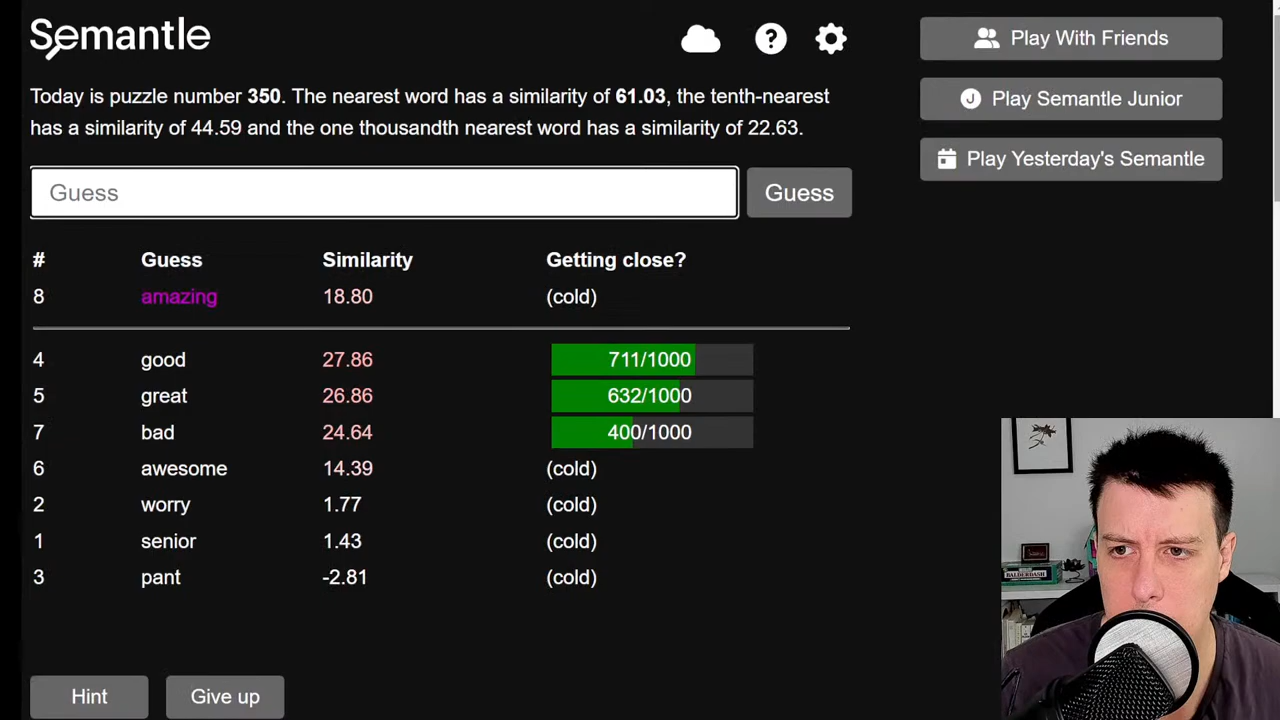 Semantle
Play With Friends
Today is puzzle number 350. The nearest word has a similarity of 61.03, the tenth-nearest
has a similarity of 44.59 and the one thousandth nearest word has a similarity of 22.63.
J Play Semantle Junior
Play Yesterday's Semantle
Guess Guess
# Guess Similarity Getting close?
8 amazing 18.80 (cold)
4 good 27.86 711/1000
5 great 26.86 632/1000
7 bad 24.64 400/1000
6 awesome 14.39 (cold)
2 worry 1.77 (cold)
1 senior 1.43 (cold)
3 pant -2.81 (cold)
BALDERDASH
Hint Give up